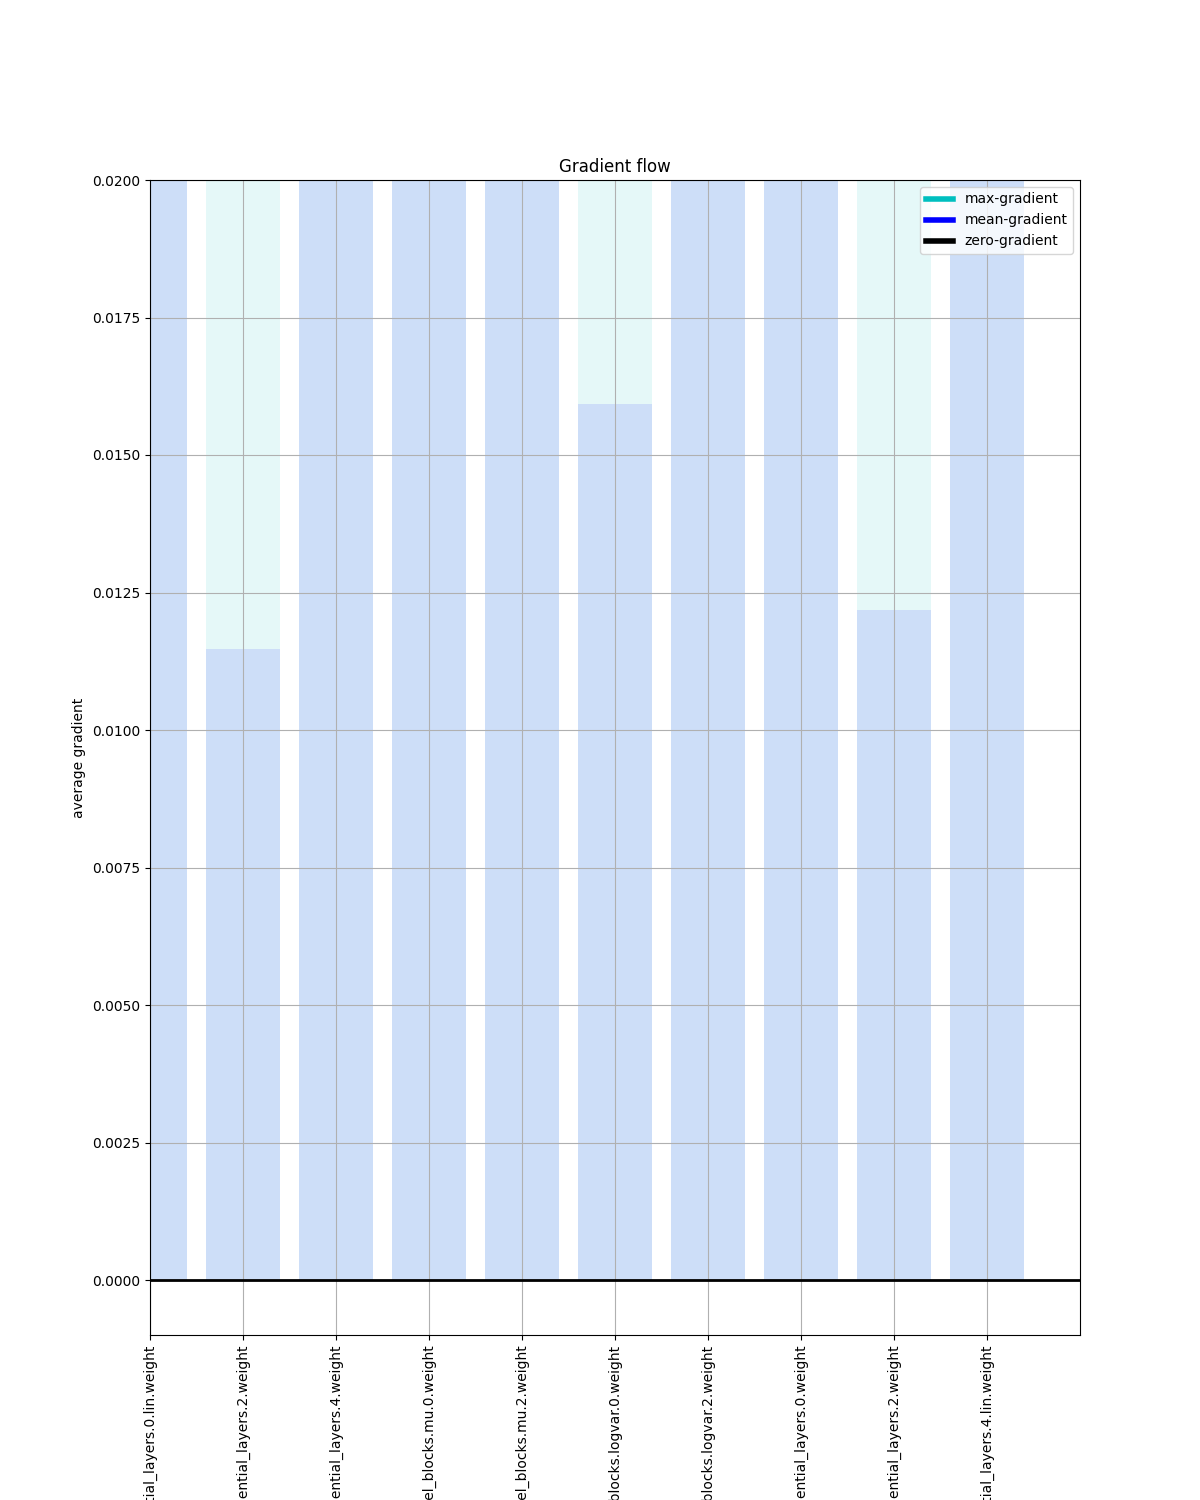 Gradient flow
max-gradient
mean-gradient
zero-gradient
0.0200
0.0175
0.0150
0.0125
0.0100
0.0075
0.0050
0.0025
0.0000
average gradient
tial_layers.0.lin.weight
ential_layers.2.weight
ential_layers.4.weight
el_blocks.mu.0.weight
el_blocks.mu.2.weight
blocks.logvar.0.weight
blocks.logvar.2.weight
ential_layers.0.weight
ential_layers.2.weight
tial_layers.4.lin.weight